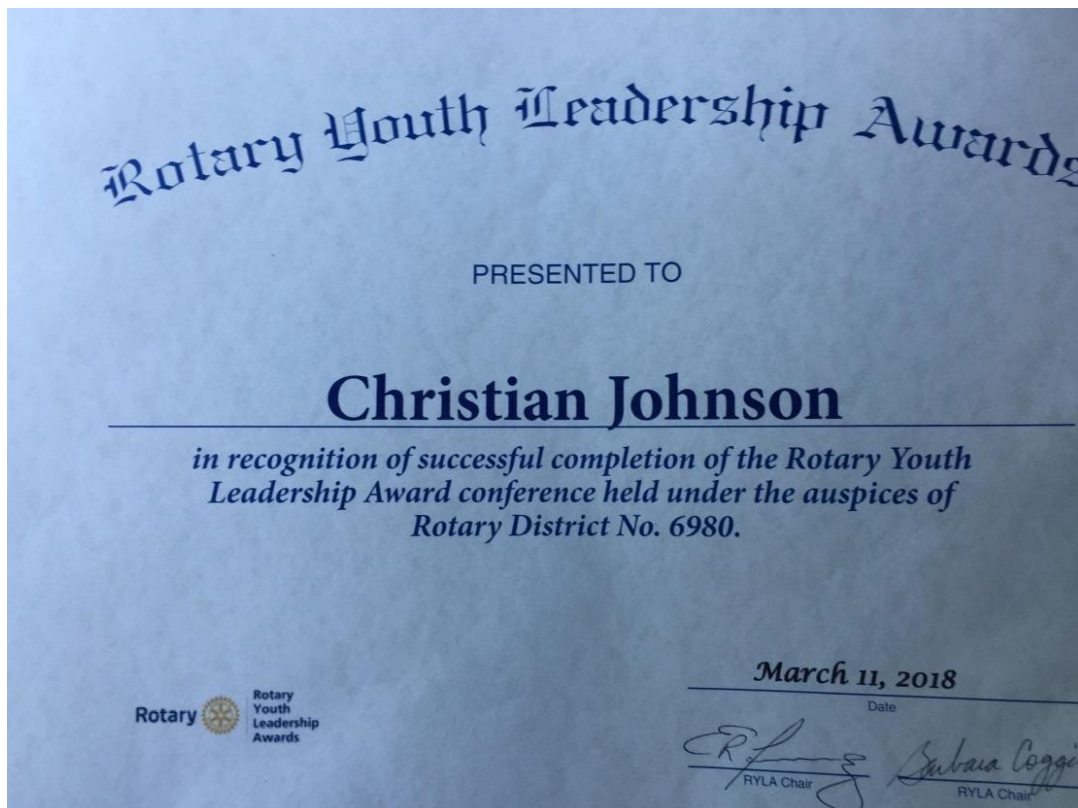 Rotary Youth Leadership Awards
PRESENTED TO
Christian Johnson
in recognition of successful completion of the Rotary Youth
Leadership Award conference held under the auspices of
Rotary District No. 6980.
March 11, 2018
Date
Rotary
Rotary
Youth
Leadership
Awards
Barbara
RYLA Chair
RYLA Chair